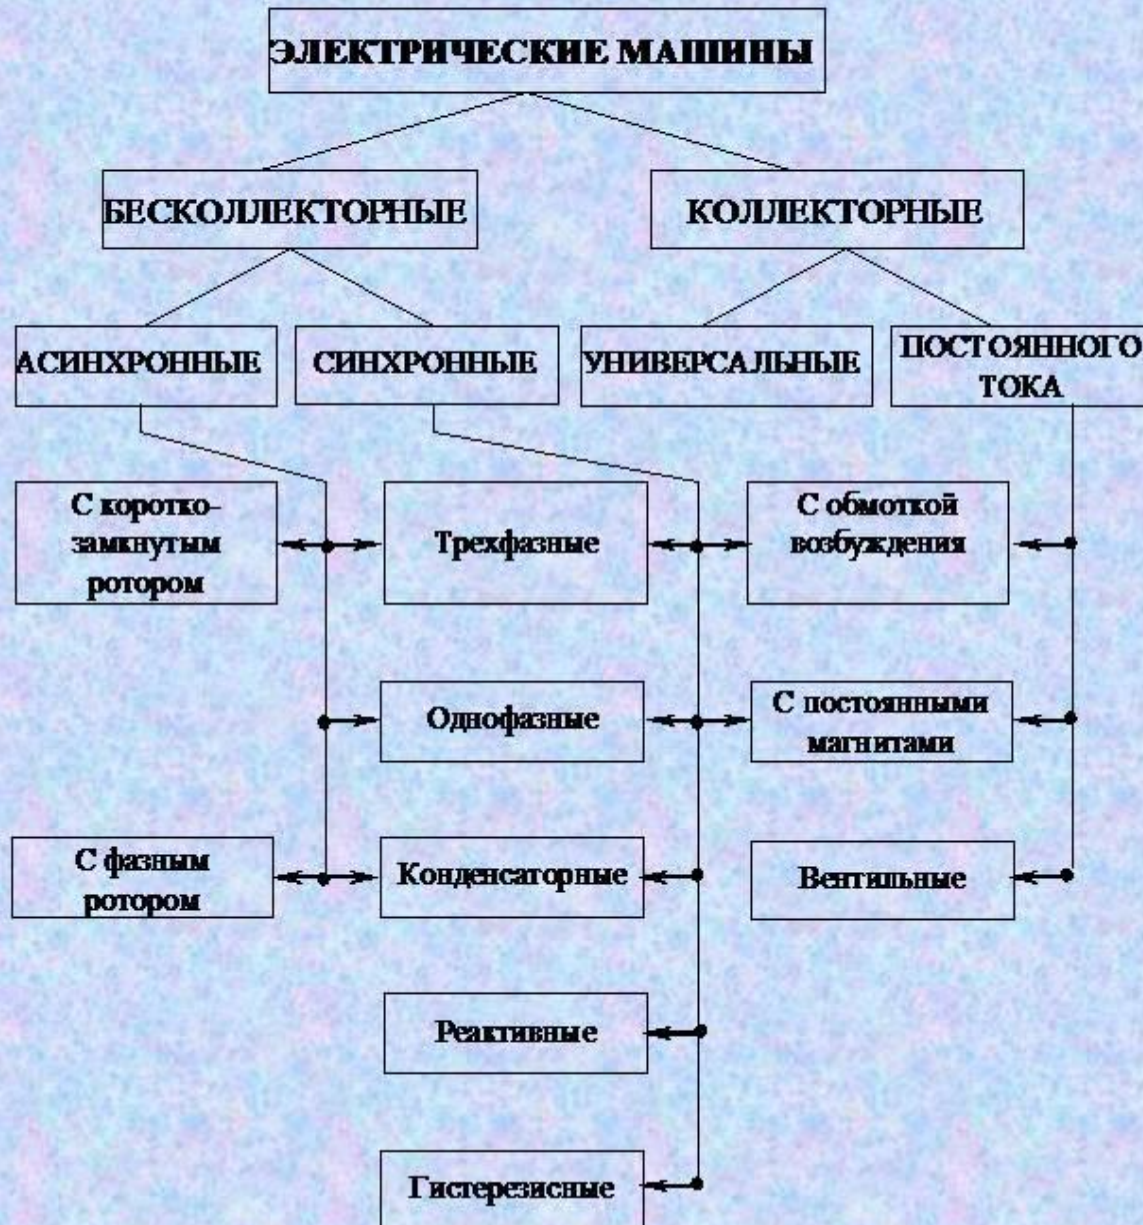 ЭЛЕКТРИЧЕСКИЕ МАШИНЫ
БЕСКОЛЛЕКТОРНЫЕ
КОЛЛЕКТОРНЫЕ
АСИНХРОННЫЕ
СИНХРОННЫЕ
УНИВЕРСАЛЬНЫЕ
ПОСТОЯННОГО
ТОКА
С коротко-
замкнутым
ротором
Трехфазные
С обмоткой
возбуждения
Однофазные
С постоянными
магнитами
С фазным
ротором
Конденсаторные
Вентильные
Реактивные
Гистерезисные